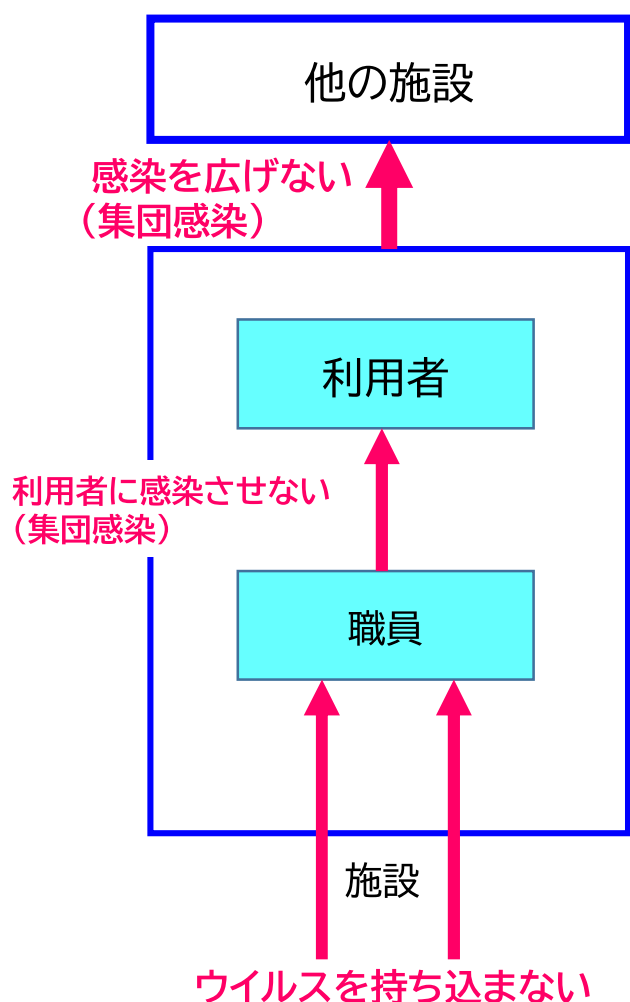 他の施設
感染を広げない
（集団感染）
利用者
利用者に感染させない
（集団感染）
職員
施設
ウイルスを持ち込まない